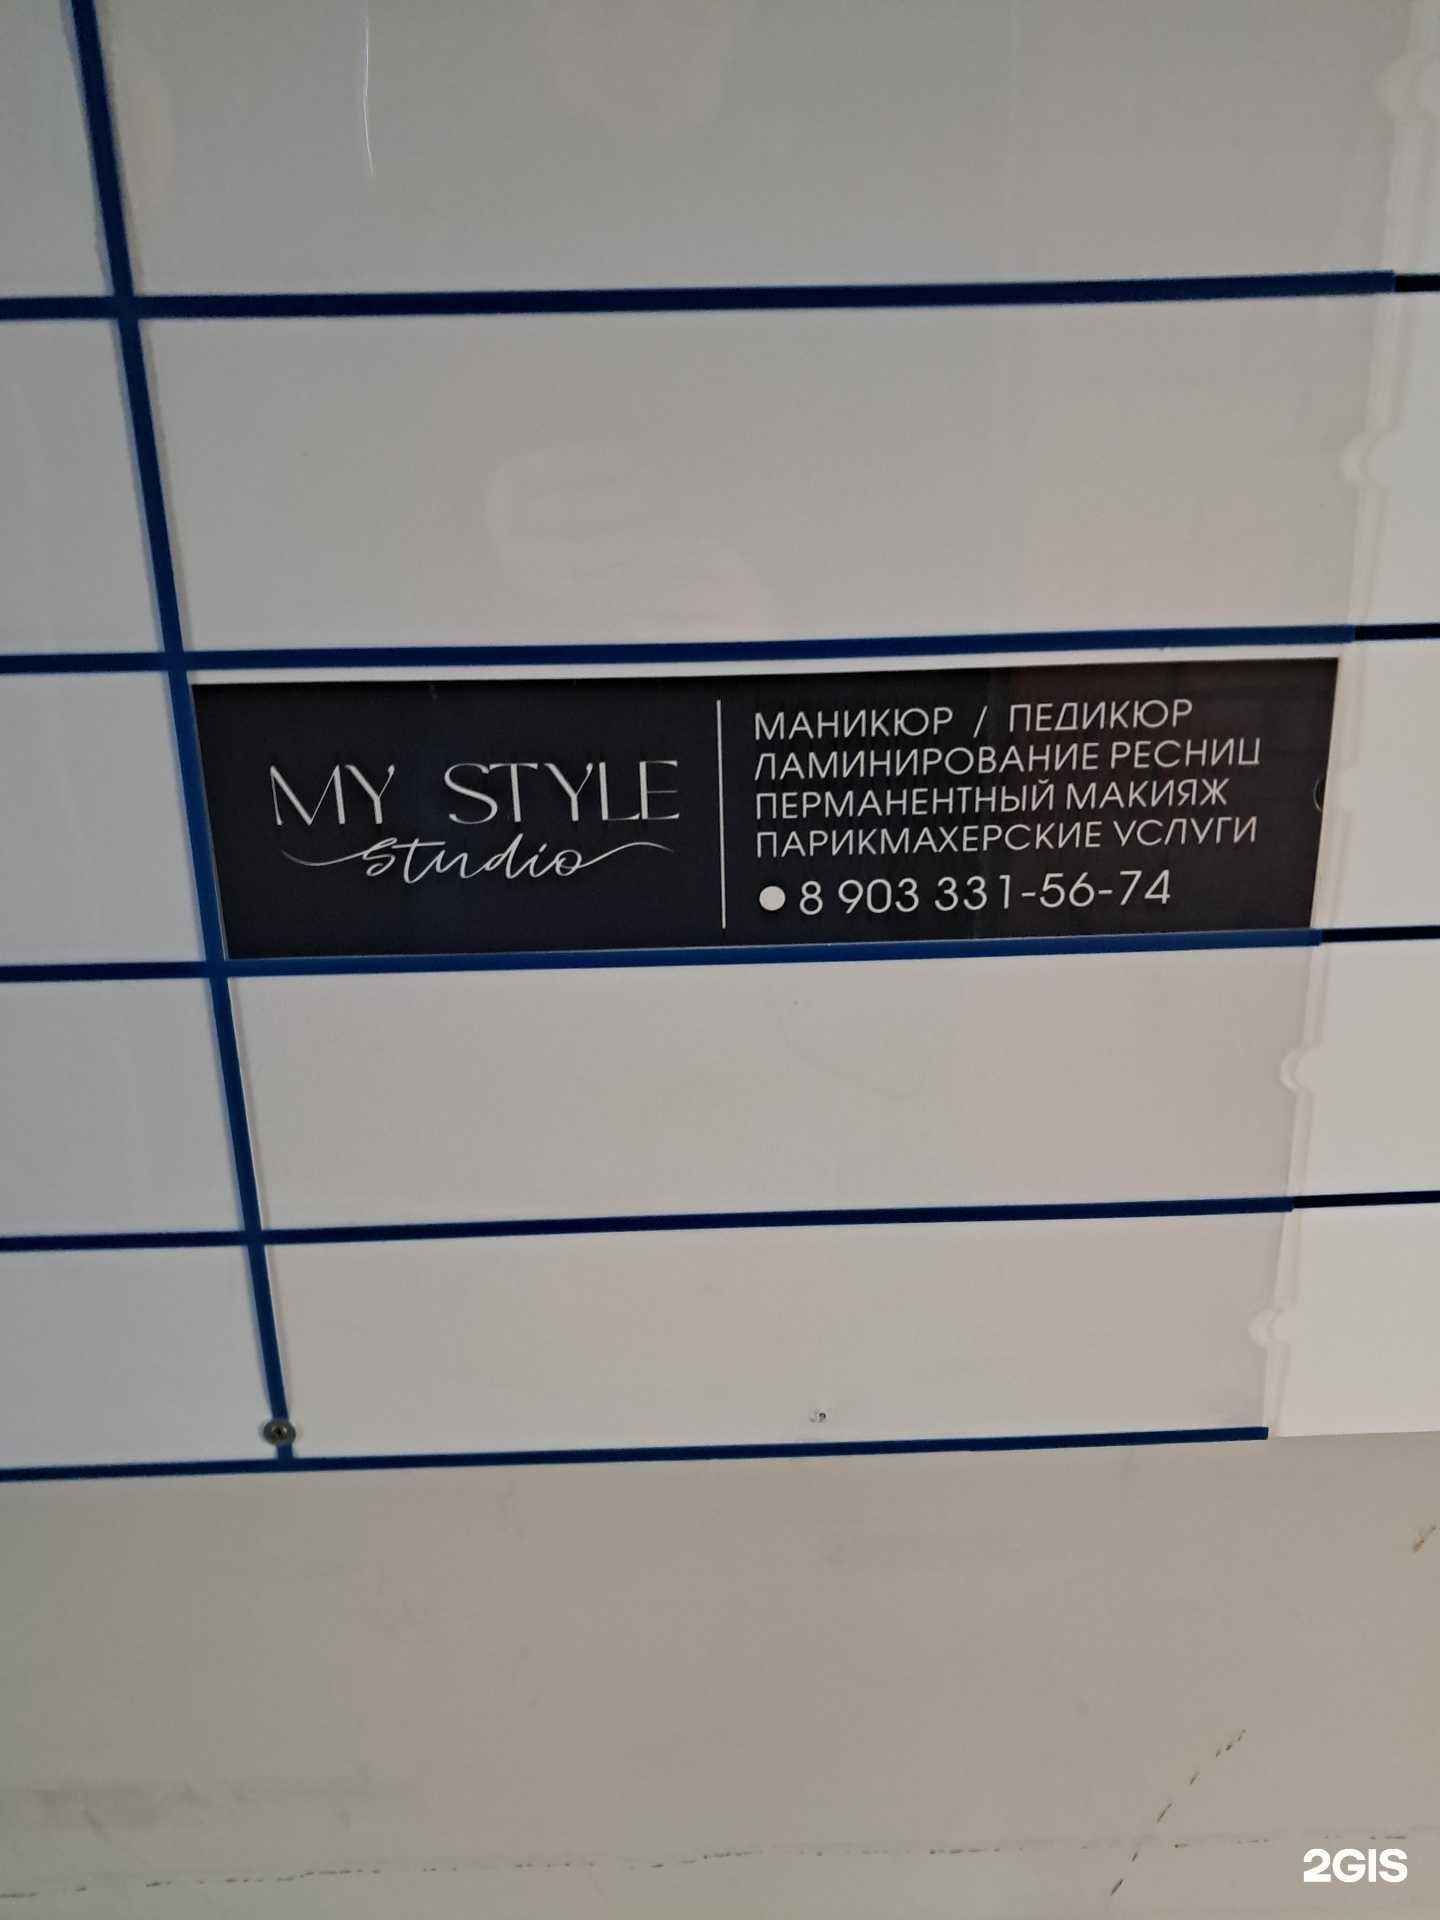 MY STYLE
studio
МАНИКЮР / ПЕДИКЮР
ЛАМИНИРОВАНИЕ РЕСНИЦ
ПЕРМАНЕНТНЫЙ МАКИЯЖ
ПАРИКМАХЕРСКИЕ УСЛУГИ
8 903 331-56-74
2GIS